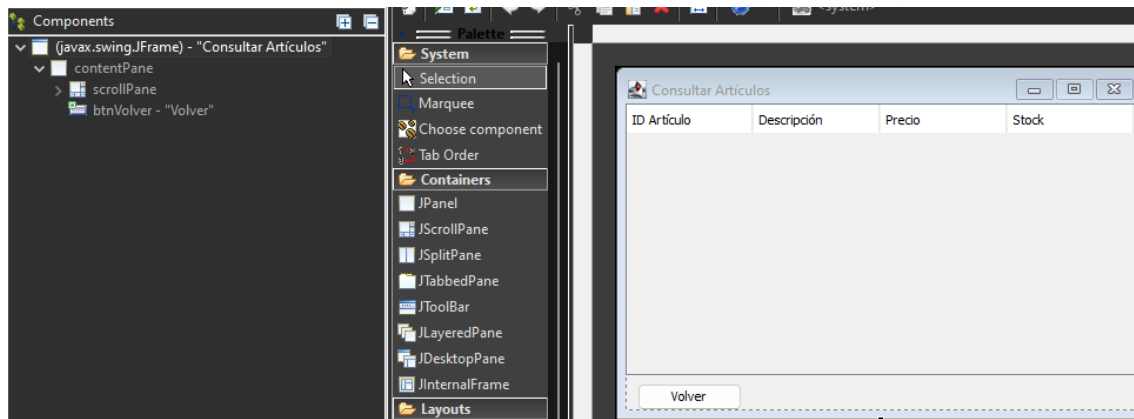 Components
(javax.swing.JFrame) - "Consultar Artículos"
contentPane
scrollPane
btnVolver - "Volver"
<system>
Palette
System
Selection
Marquee
Choose component
Tab Order
Containers
JPanel
JScrollPane
JSplitPane
JTabbedPane
JToolBar
JLayeredPane
JDesktopPane
JInternalFrame
Layouts
Consultar Artículos
ID Artículo Descripción Precio Stock
Volver